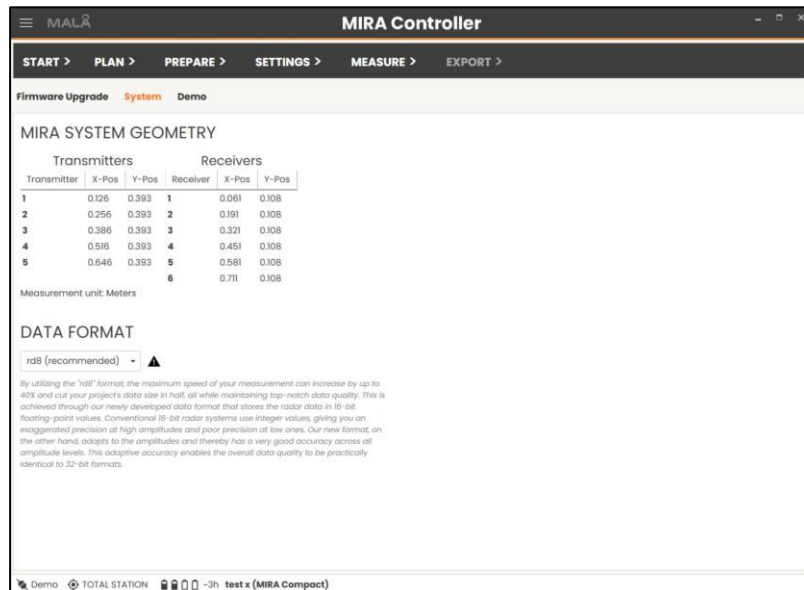 MALÅ MIRA Controller
START > PLAN > PREPARE > SETTINGS > MEASURE > EXPORT >
Firmware Upgrade System Demo
MIRA SYSTEM GEOMETRY
Transmitters Receivers
Transmitter X-Pos Y-Pos Receiver X-Pos Y-Pos
1 0.126 0.393 1 0.061 0.108
2 0.256 0.393 2 0.191 0.108
3 0.386 0.393 3 0.321 0.108
4 0.516 0.393 4 0.451 0.108
5 0.646 0.393 5 0.581 0.108
6 0.711 0.108
Measurement unit: Meters
DATA FORMAT
rd8 (recommended)
By utilizing the "rd8" format, the maximum speed of your measurement can increase by up to
40% and cut your project's data size in half, all while maintaining top-notch data quality. This is
achieved through our newly developed data format that stores the radar data in 16-bit
floating-point values. Conventional 16-bit radar systems use integer values, giving you an
exaggerated precision at high amplitudes and poor precision at low ones. Our new format, on
the other hand, adapts to the amplitudes and thereby has a very good accuracy across all
amplitude levels. This adaptive accuracy enables the overall data quality to be practically
identical to 32-bit formats.
Demo TOTAL STATION ~3h test x (MIRA Compact)